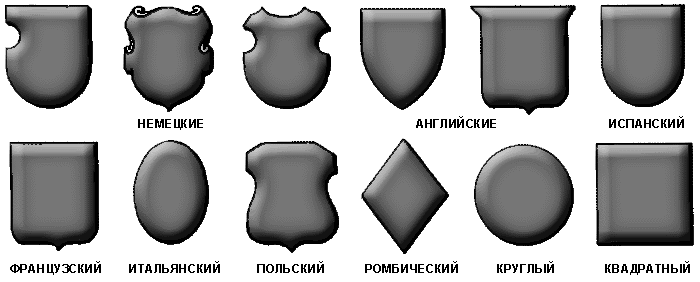 НЕМЕЦКИЕ АНГЛИЙСКИЕ ИСПАНСКИЙ
ФРАНЦУЗСКИЙ ИТАЛЬЯНСКИЙ ПОЛЬСКИЙ РОМБИЧЕСКИЙ КРУГЛЫЙ КВАДРАТНЫЙ